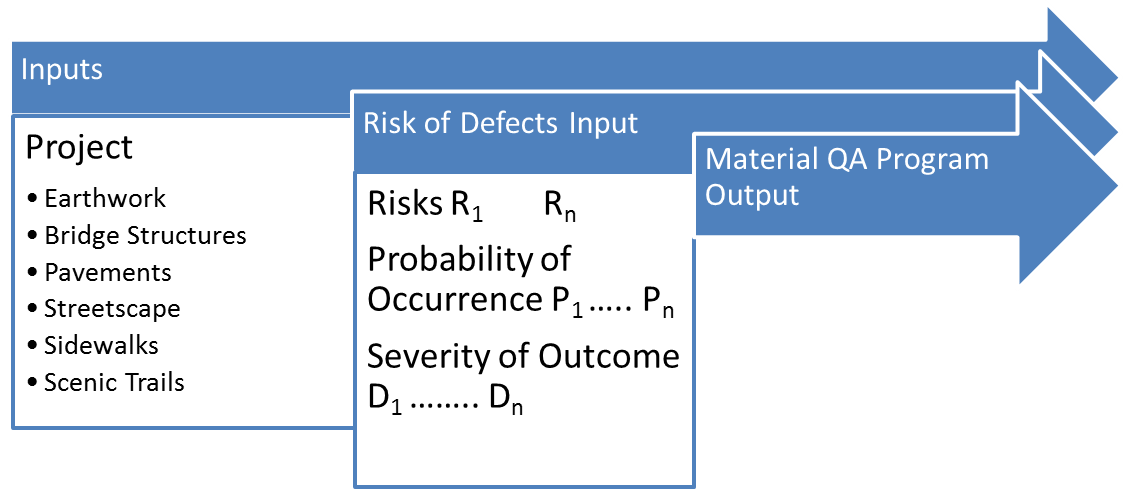 Inputs
Project
• Earthwork
• Bridge Structures
• Pavements
• Streetscape
• Sidewalks
• Scenic Trails
Risk of Defects Input
Risks R₁ Rₙ
Probability of
Occurrence P₁ ..... Pₙ
Severity of Outcome
D₁ ........ Dₙ
Material QA Program
Output